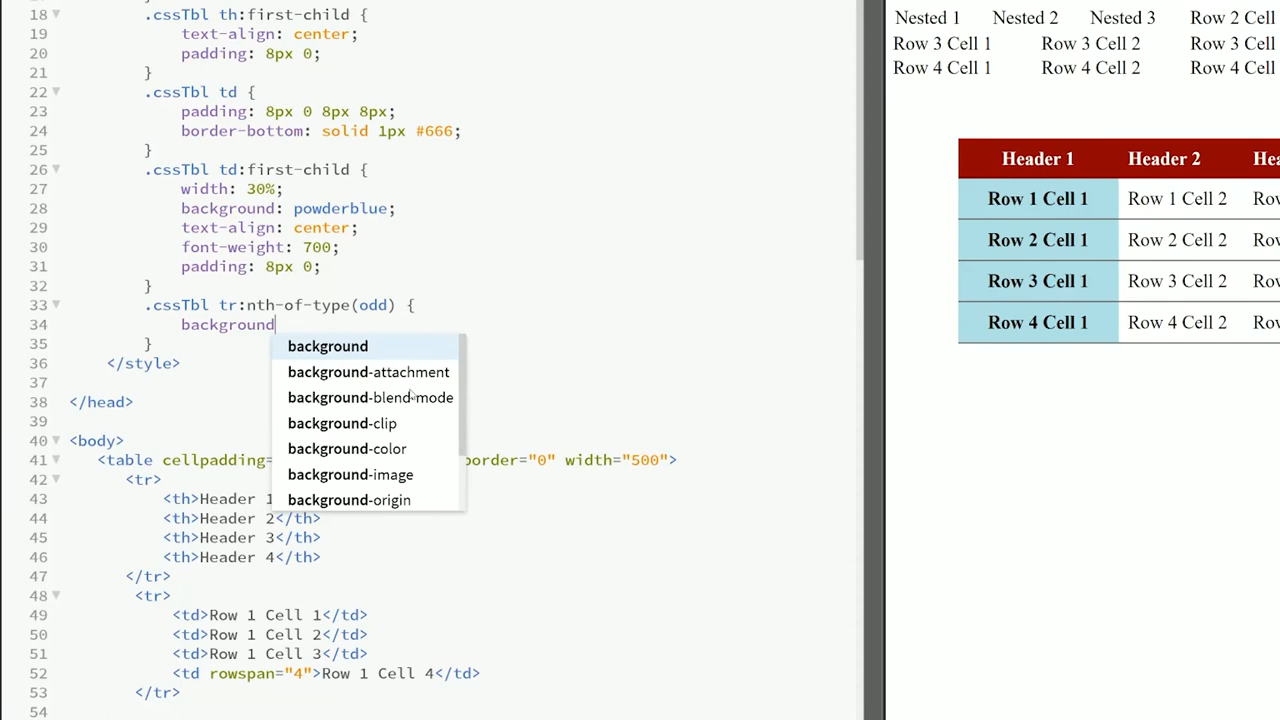 18 .cssTbl th:first-child {
19 text-align: center;
20 padding: 8px 0;
21 }
22 .cssTbl td {
23 padding: 8px 0 8px 8px;
24 border-bottom: solid 1px #666;
25 }
26 .cssTbl td:first-child {
27 width: 30%;
28 background: powderblue;
29 text-align: center;
30 font-weight: 700;
31 padding: 8px 0;
32 }
33 .cssTbl tr:nth-of-type(odd) {
34 background
35 }
36 </style>
37
38 </head>
39
40 <body>
41 <table cellpadding= order="0" width="500">
42 <tr>
43 <th>Header 1
44 <th>Header 2</th>
45 <th>Header 3</th>
46 <th>Header 4</th>
47 </tr>
48 <tr>
49 <td>Row 1 Cell 1</td>
50 <td>Row 1 Cell 2</td>
51 <td>Row 1 Cell 3</td>
52 <td rowspan="4">Row 1 Cell 4</td>
53 </tr>
54
background
background-attachment
background-blend-mode
background-clip
background-color
background-image
background-origin
Nested 1 Nested 2 Nested 3 Row 2 Cell
Row 3 Cell 1 Row 3 Cell 2 Row 3 Cell
Row 4 Cell 1 Row 4 Cell 2 Row 4 Cell
Header 1 Header 2 Hea
Row 1 Cell 1 Row 1 Cell 2 Rov
Row 2 Cell 1 Row 2 Cell 2 Rov
Row 3 Cell 1 Row 3 Cell 2 Rov
Row 4 Cell 1 Row 4 Cell 2 Rov